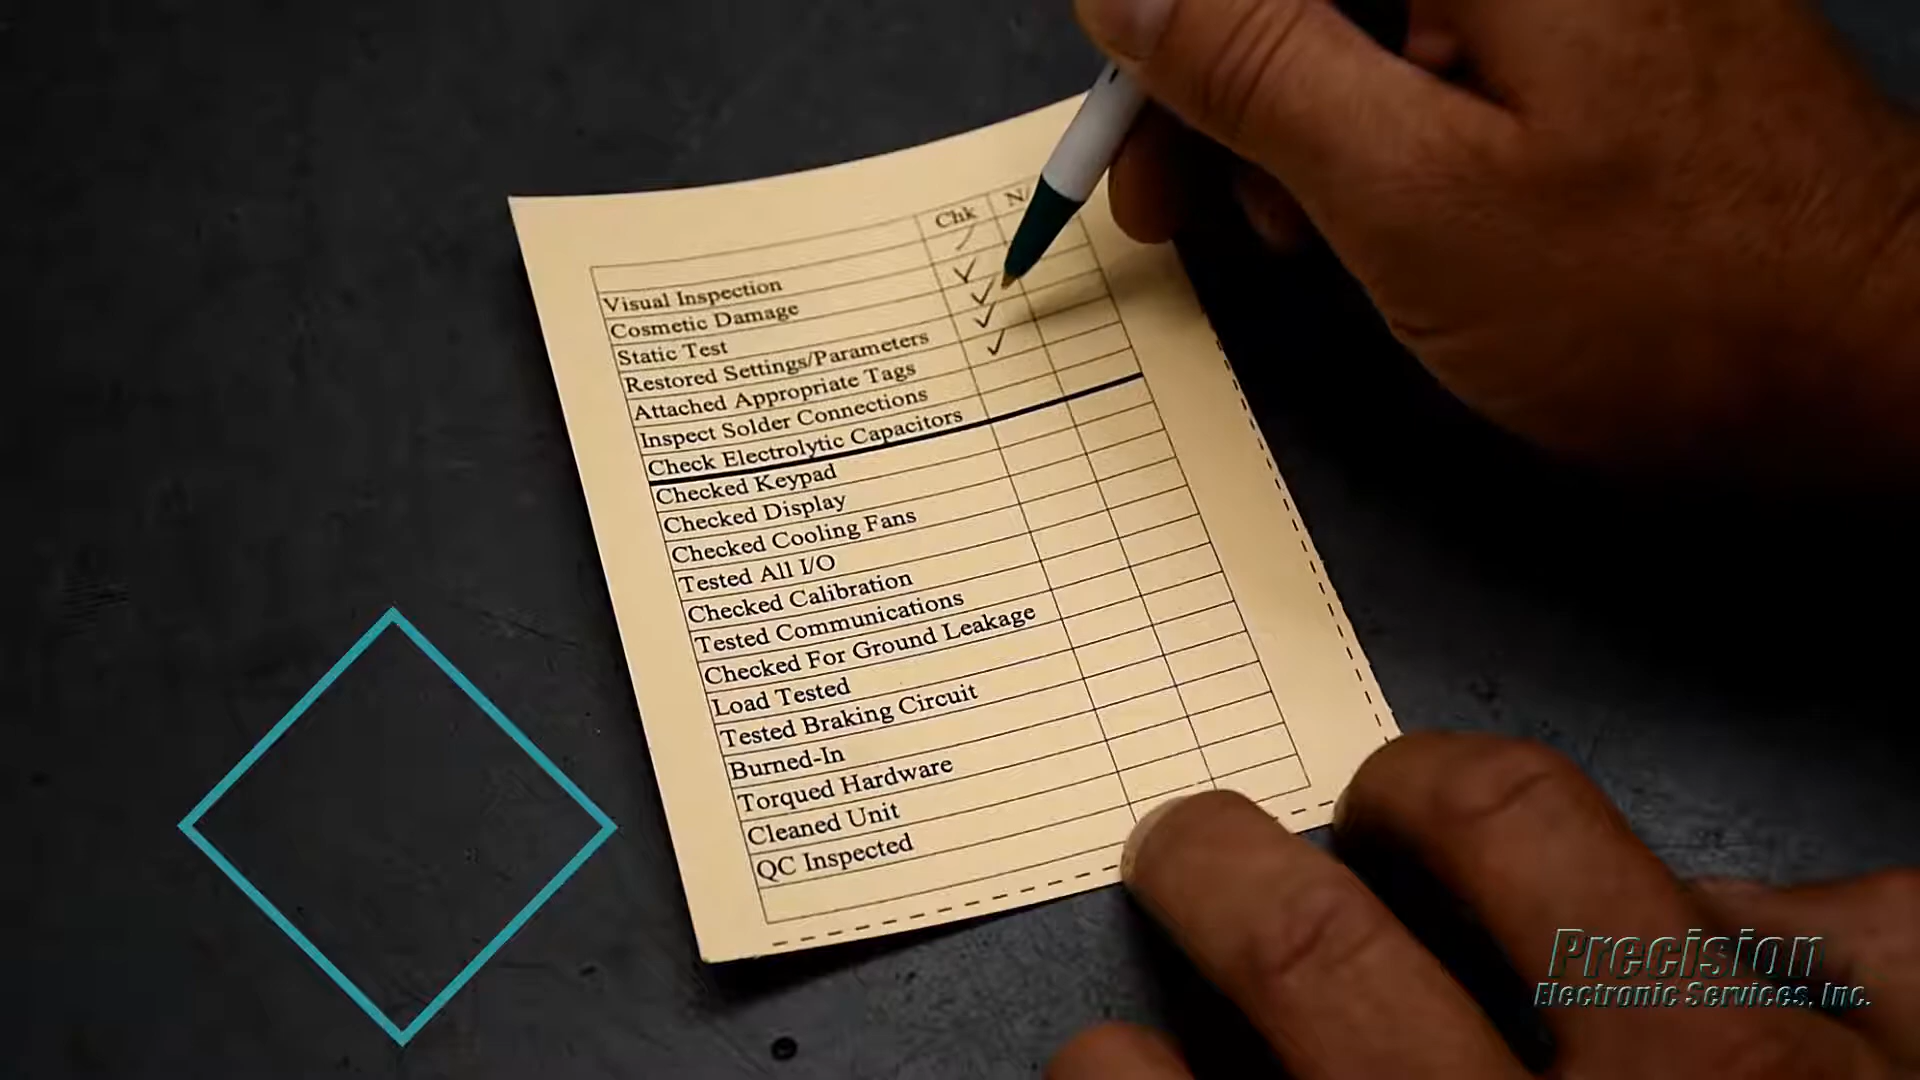 Chk N/
Visual Inspection
Cosmetic Damage
Static Test
Restored Settings/Parameters
Attached Appropriate Tags
Inspect Solder Connections
Check Electrolytic Capacitors
Checked Keypad
Checked Display
Checked Cooling Fans
Tested All I/O
Checked Calibration
Tested Communications
Checked For Ground Leakage
Load Tested
Tested Braking Circuit
Burned-In
Torqued Hardware
Cleaned Unit
QC Inspected
Precision
Electronic Services, Inc.